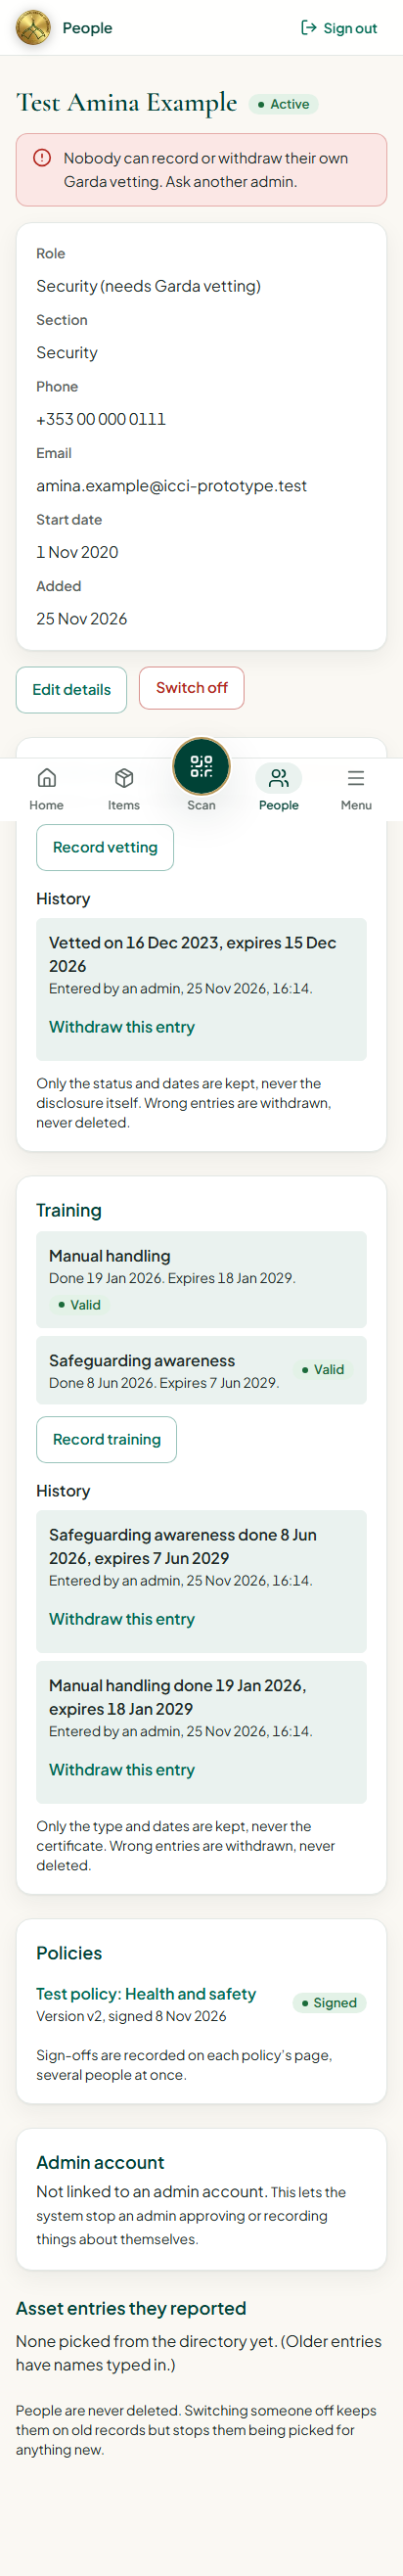 People
Sign out
Test Amina Example
Active
Nobody can record or withdraw their own
Garda vetting. Ask another admin.
Role
Security (needs Garda vetting)
Section
Security
Phone
+353 00 000 0111
Email
amina.example@icci-prototype.test
Start date
1 Nov 2020
Added
25 Nov 2026
Edit details
Switch off
Home
Items
Scan
People
Menu
Record vetting
History
Vetted on 16 Dec 2023, expires 15 Dec
2026
Entered by an admin, 25 Nov 2026, 16:14.
Withdraw this entry
Only the status and dates are kept, never the
disclosure itself. Wrong entries are withdrawn,
never deleted.
Training
Manual handling
Done 19 Jan 2026. Expires 18 Jan 2029.
Valid
Safeguarding awareness
Done 8 Jun 2026. Expires 7 Jun 2029.
Valid
Record training
History
Safeguarding awareness done 8 Jun
2026, expires 7 Jun 2029
Entered by an admin, 25 Nov 2026, 16:14.
Withdraw this entry
Manual handling done 19 Jan 2026,
expires 18 Jan 2029
Entered by an admin, 25 Nov 2026, 16:14.
Withdraw this entry
Only the type and dates are kept, never the
certificate. Wrong entries are withdrawn, never
deleted.
Policies
Test policy: Health and safety
Version v2, signed 8 Nov 2026
Signed
Sign-offs are recorded on each policy's page,
several people at once.
Admin account
Not linked to an admin account. This lets the
system stop an admin approving or recording
things about themselves.
Asset entries they reported
None picked from the directory yet. (Older entries
have names typed in.)
People are never deleted. Switching someone off keeps
them on old records but stops them being picked for
anything new.